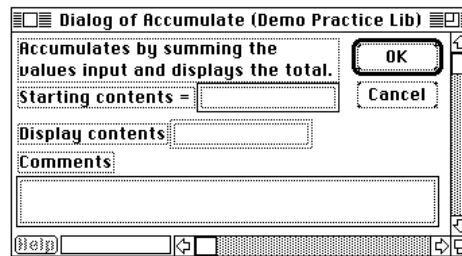 Dialog of Accumulate (Demo Practice Lib)
Accumulates by summing the
values input and displays the total.
OK
Starting contents =
Cancel
Display contents
Comments
Help